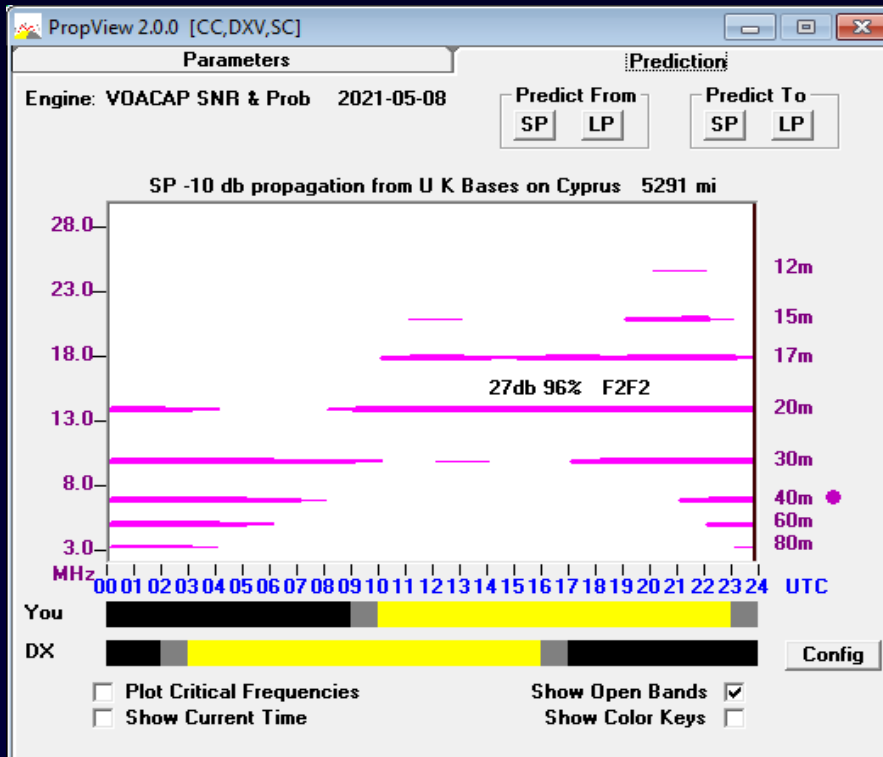 PropView 2.0.0 [CC,DXV,SC]
Parameters
Prediction
Engine: VOACAP SNR & Prob 2021-05-08
Predict From
SP LP
Predict To
SP LP
SP -10 db propagation from U K Bases on Cyprus 5291 mi
28.0
12m
23.0
15m
18.0
17m
27db 96% F2F2
20m
13.0
30m
8.0
40m
60m
3.0
80m
MHz
00 01 02 03 04 05 06 07 08 09 10 11 12 13 14 15 16 17 18 19 20 21 22 23 24 UTC
You
DX
Config
Plot Critical Frequencies
Show Open Bands
Show Current Time
Show Color Keys